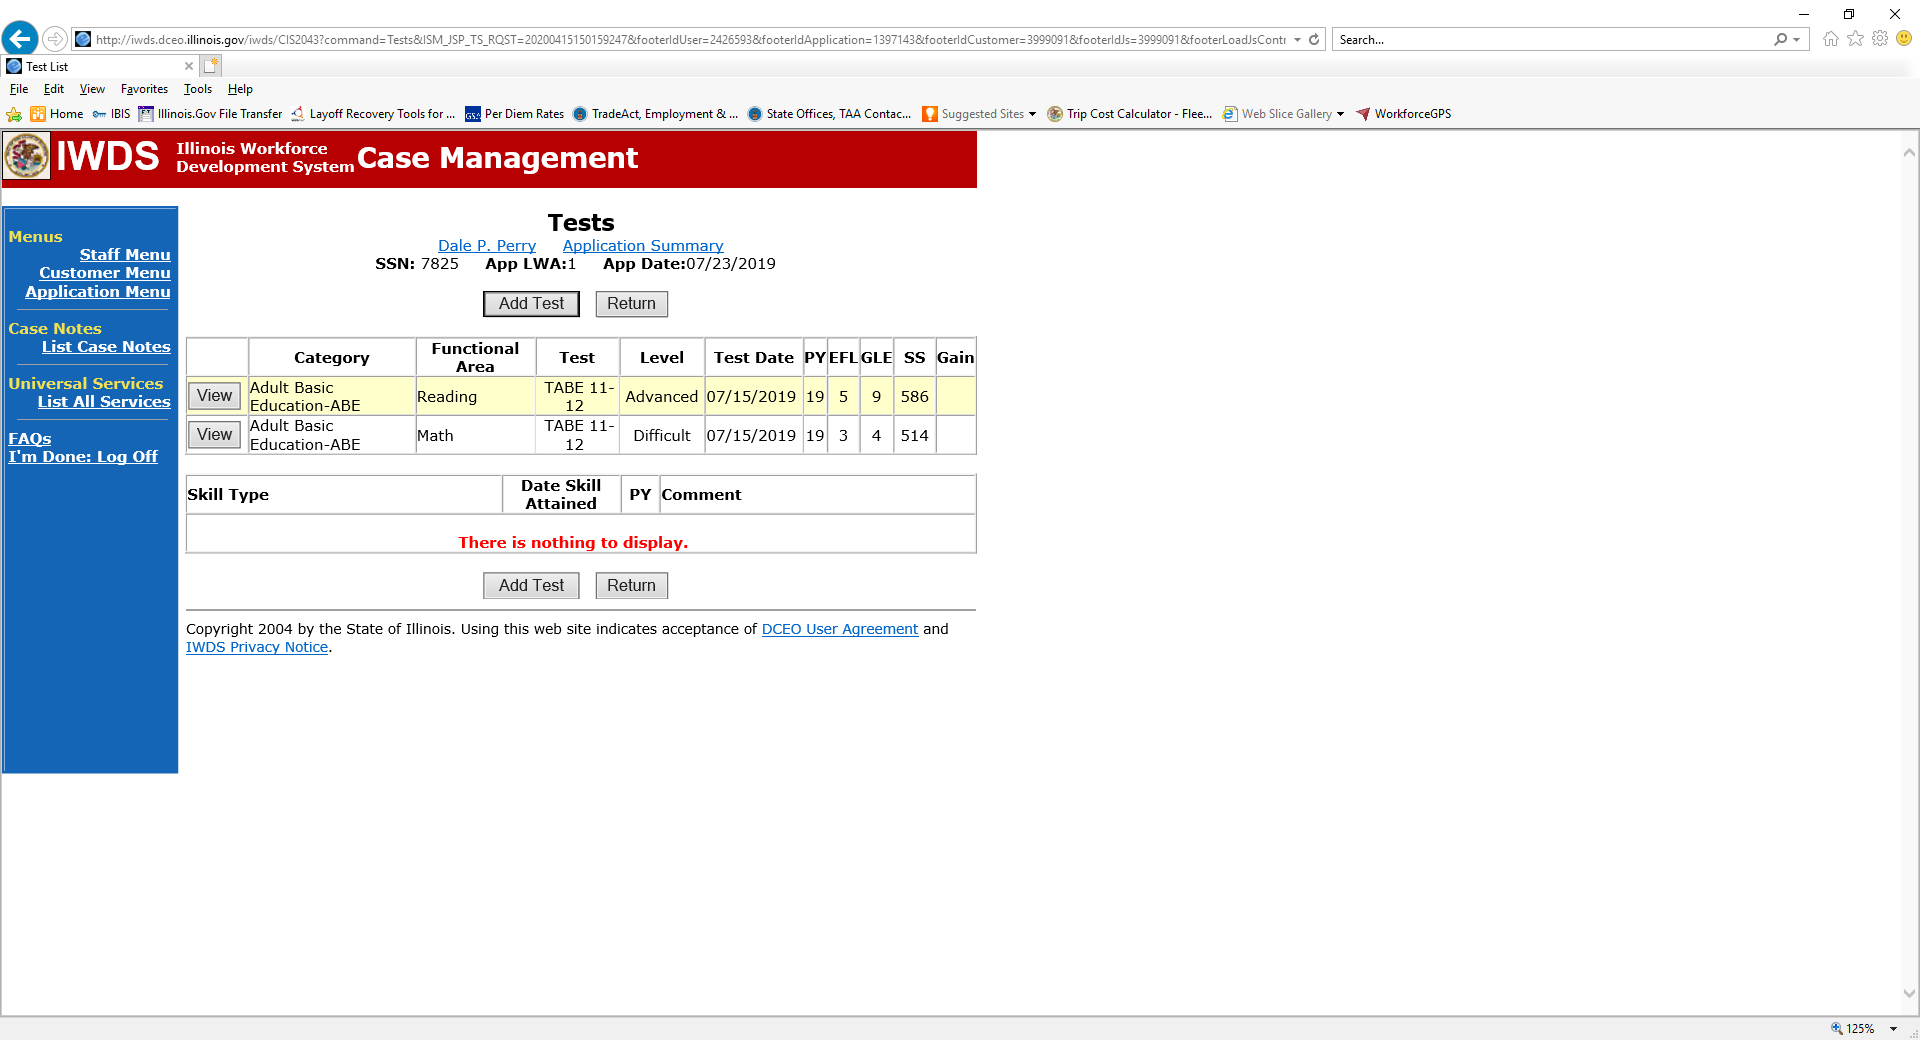 http://iwds.dceo.illinois.gov/iwds/CIS2043?command=Tests&ISM_JSP_TS_RQST=20200415150159247&footerIdUser=2426593&footerIdApplication=1397143&footerIdCustomer=3999091&footerIdJs=3999091&footerLoadJsContr
Search...
Test List
File Edit View Favorites Tools Help
Home IBIS Illinois.Gov File Transfer Layoff Recovery Tools for ... Per Diem Rates TradeAct, Employment & ... State Offices, TAA Contac... Suggested Sites Trip Cost Calculator - Flee... Web Slice Gallery WorkforceGPS
IWDS Illinois Workforce Development System Case Management
Tests
Dale P. Perry Application Summary
SSN: 7825 App LWA:1 App Date:07/23/2019
Add Test Return
Menus
Staff Menu
Customer Menu
Application Menu
Case Notes
List Case Notes
Universal Services
List All Services
FAQs
I'm Done: Log Off
Category Functional Area Test Level Test Date PY EFL GLE SS Gain
View Adult Basic Education-ABE Reading TABE 11-12 Advanced 07/15/2019 19 5 9 586
View Adult Basic Education-ABE Math TABE 11-12 Difficult 07/15/2019 19 3 4 514
Skill Type Date Skill Attained PY Comment
There is nothing to display.
Add Test Return
Copyright 2004 by the State of Illinois. Using this web site indicates acceptance of DCEO User Agreement and
IWDS Privacy Notice.
125%